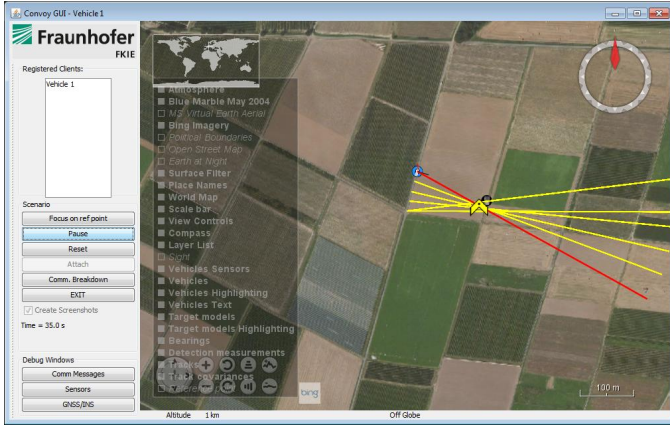 Convoy GUI - Vehicle 1
Fraunhofer
FKIE
Registered Clients:
Vehicle 1
Scenario
Focus on ref point
Pause
Reset
Attach
Comm. Breakdown
EXIT
Create Screenshots
Time = 35.0 s
Debug Windows
Comm Messages
Sensors
GNSS/INS
Atmosphere
Blue Marble May 2004
MS Virtual Earth Aerial
Bing Imagery
Political Boundaries
Open Street Map
Earth at Night
Surface Filter
Place Names
World Map
Scale bar
View Controls
Compass
Layer List
Sight
Vehicles Sensors
Vehicles
Vehicles Highlighting
Vehicles Text
Target models
Target models Highlighting
Bearings
Detection measurements
Tracks
Track covariances
bing
100 m
Altitude 1 km
Off Globe